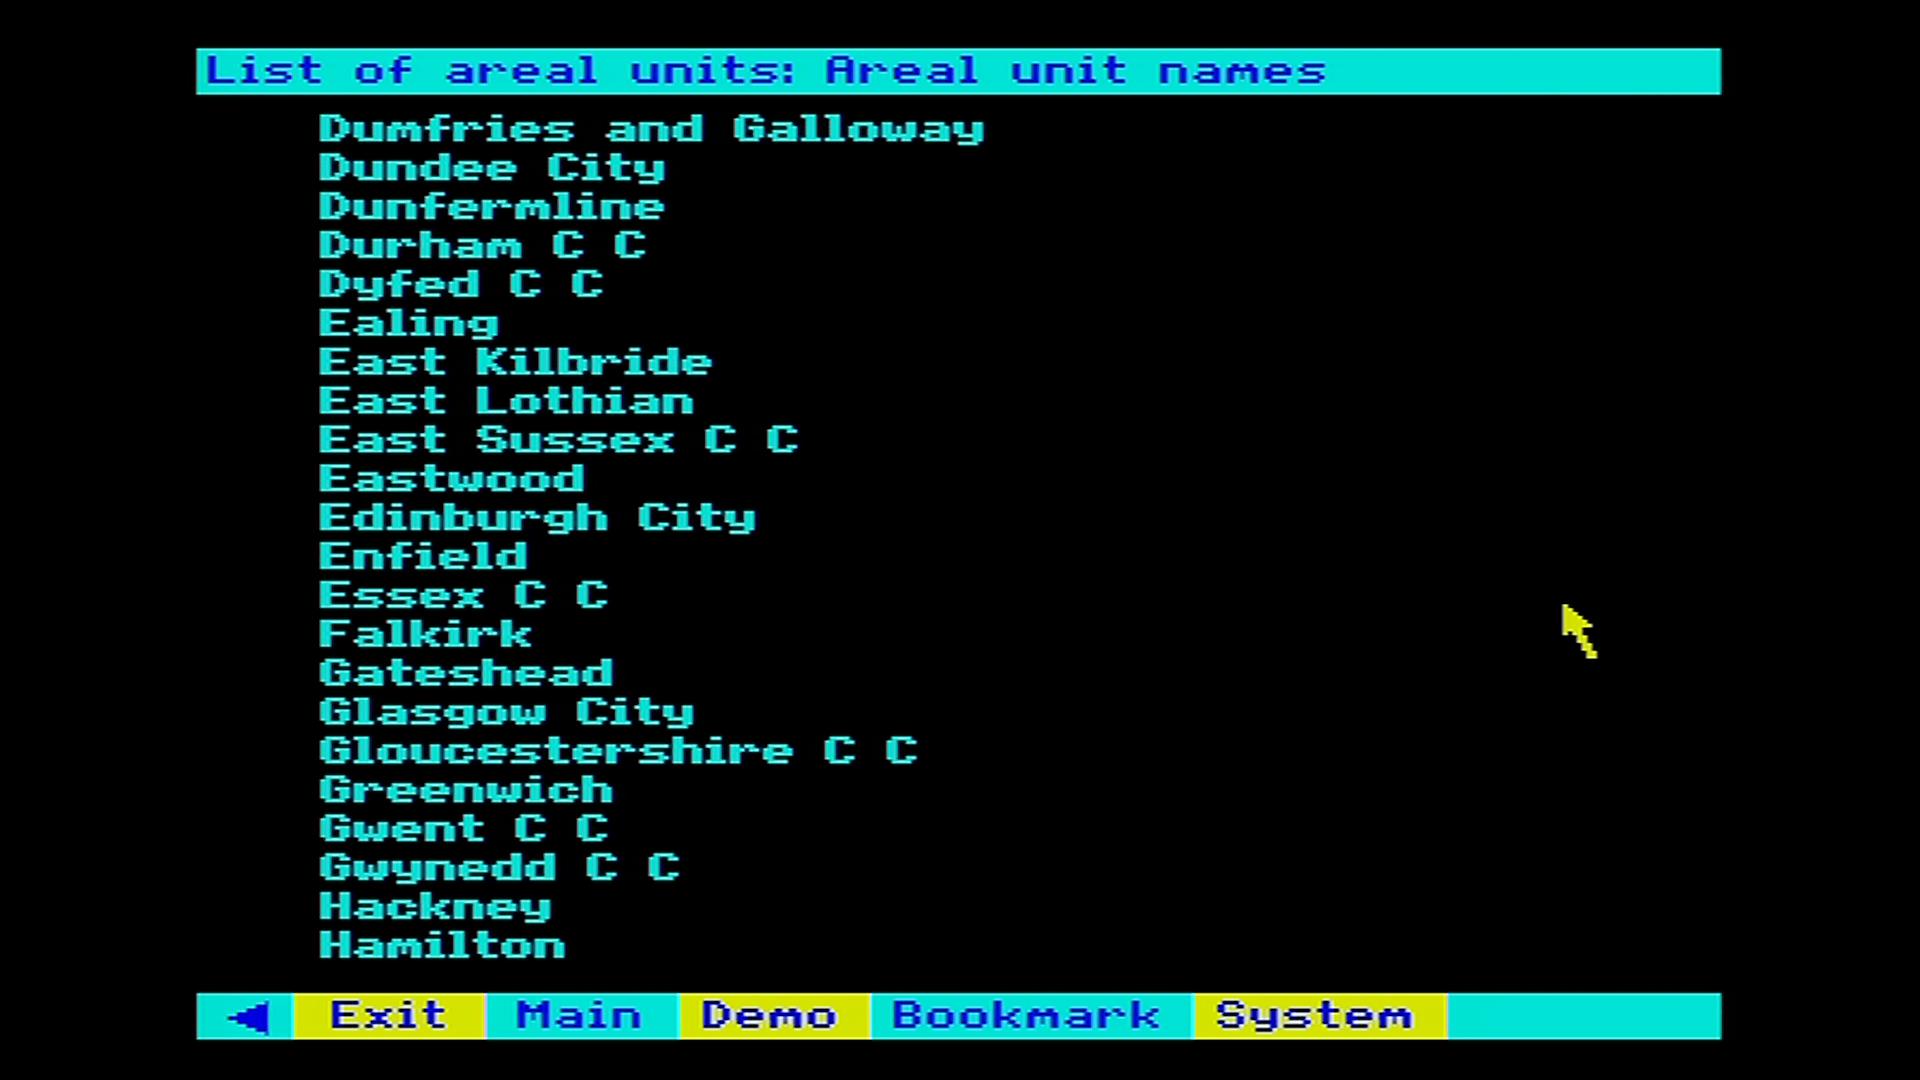 List of areal units: Areal unit names
Dumfries and Galloway
Dundee City
Dunfermline
Durham C C
Dyfed C C
Ealing
East Kilbride
East Lothian
East Sussex C C
Eastwood
Edinburgh City
Enfield
Essex C C
Falkirk
Gateshead
Glasgow City
Gloucestershire C C
Greenwich
Gwent C C
Gwynedd C C
Hackney
Hamilton
Exit Main Demo Bookmark System